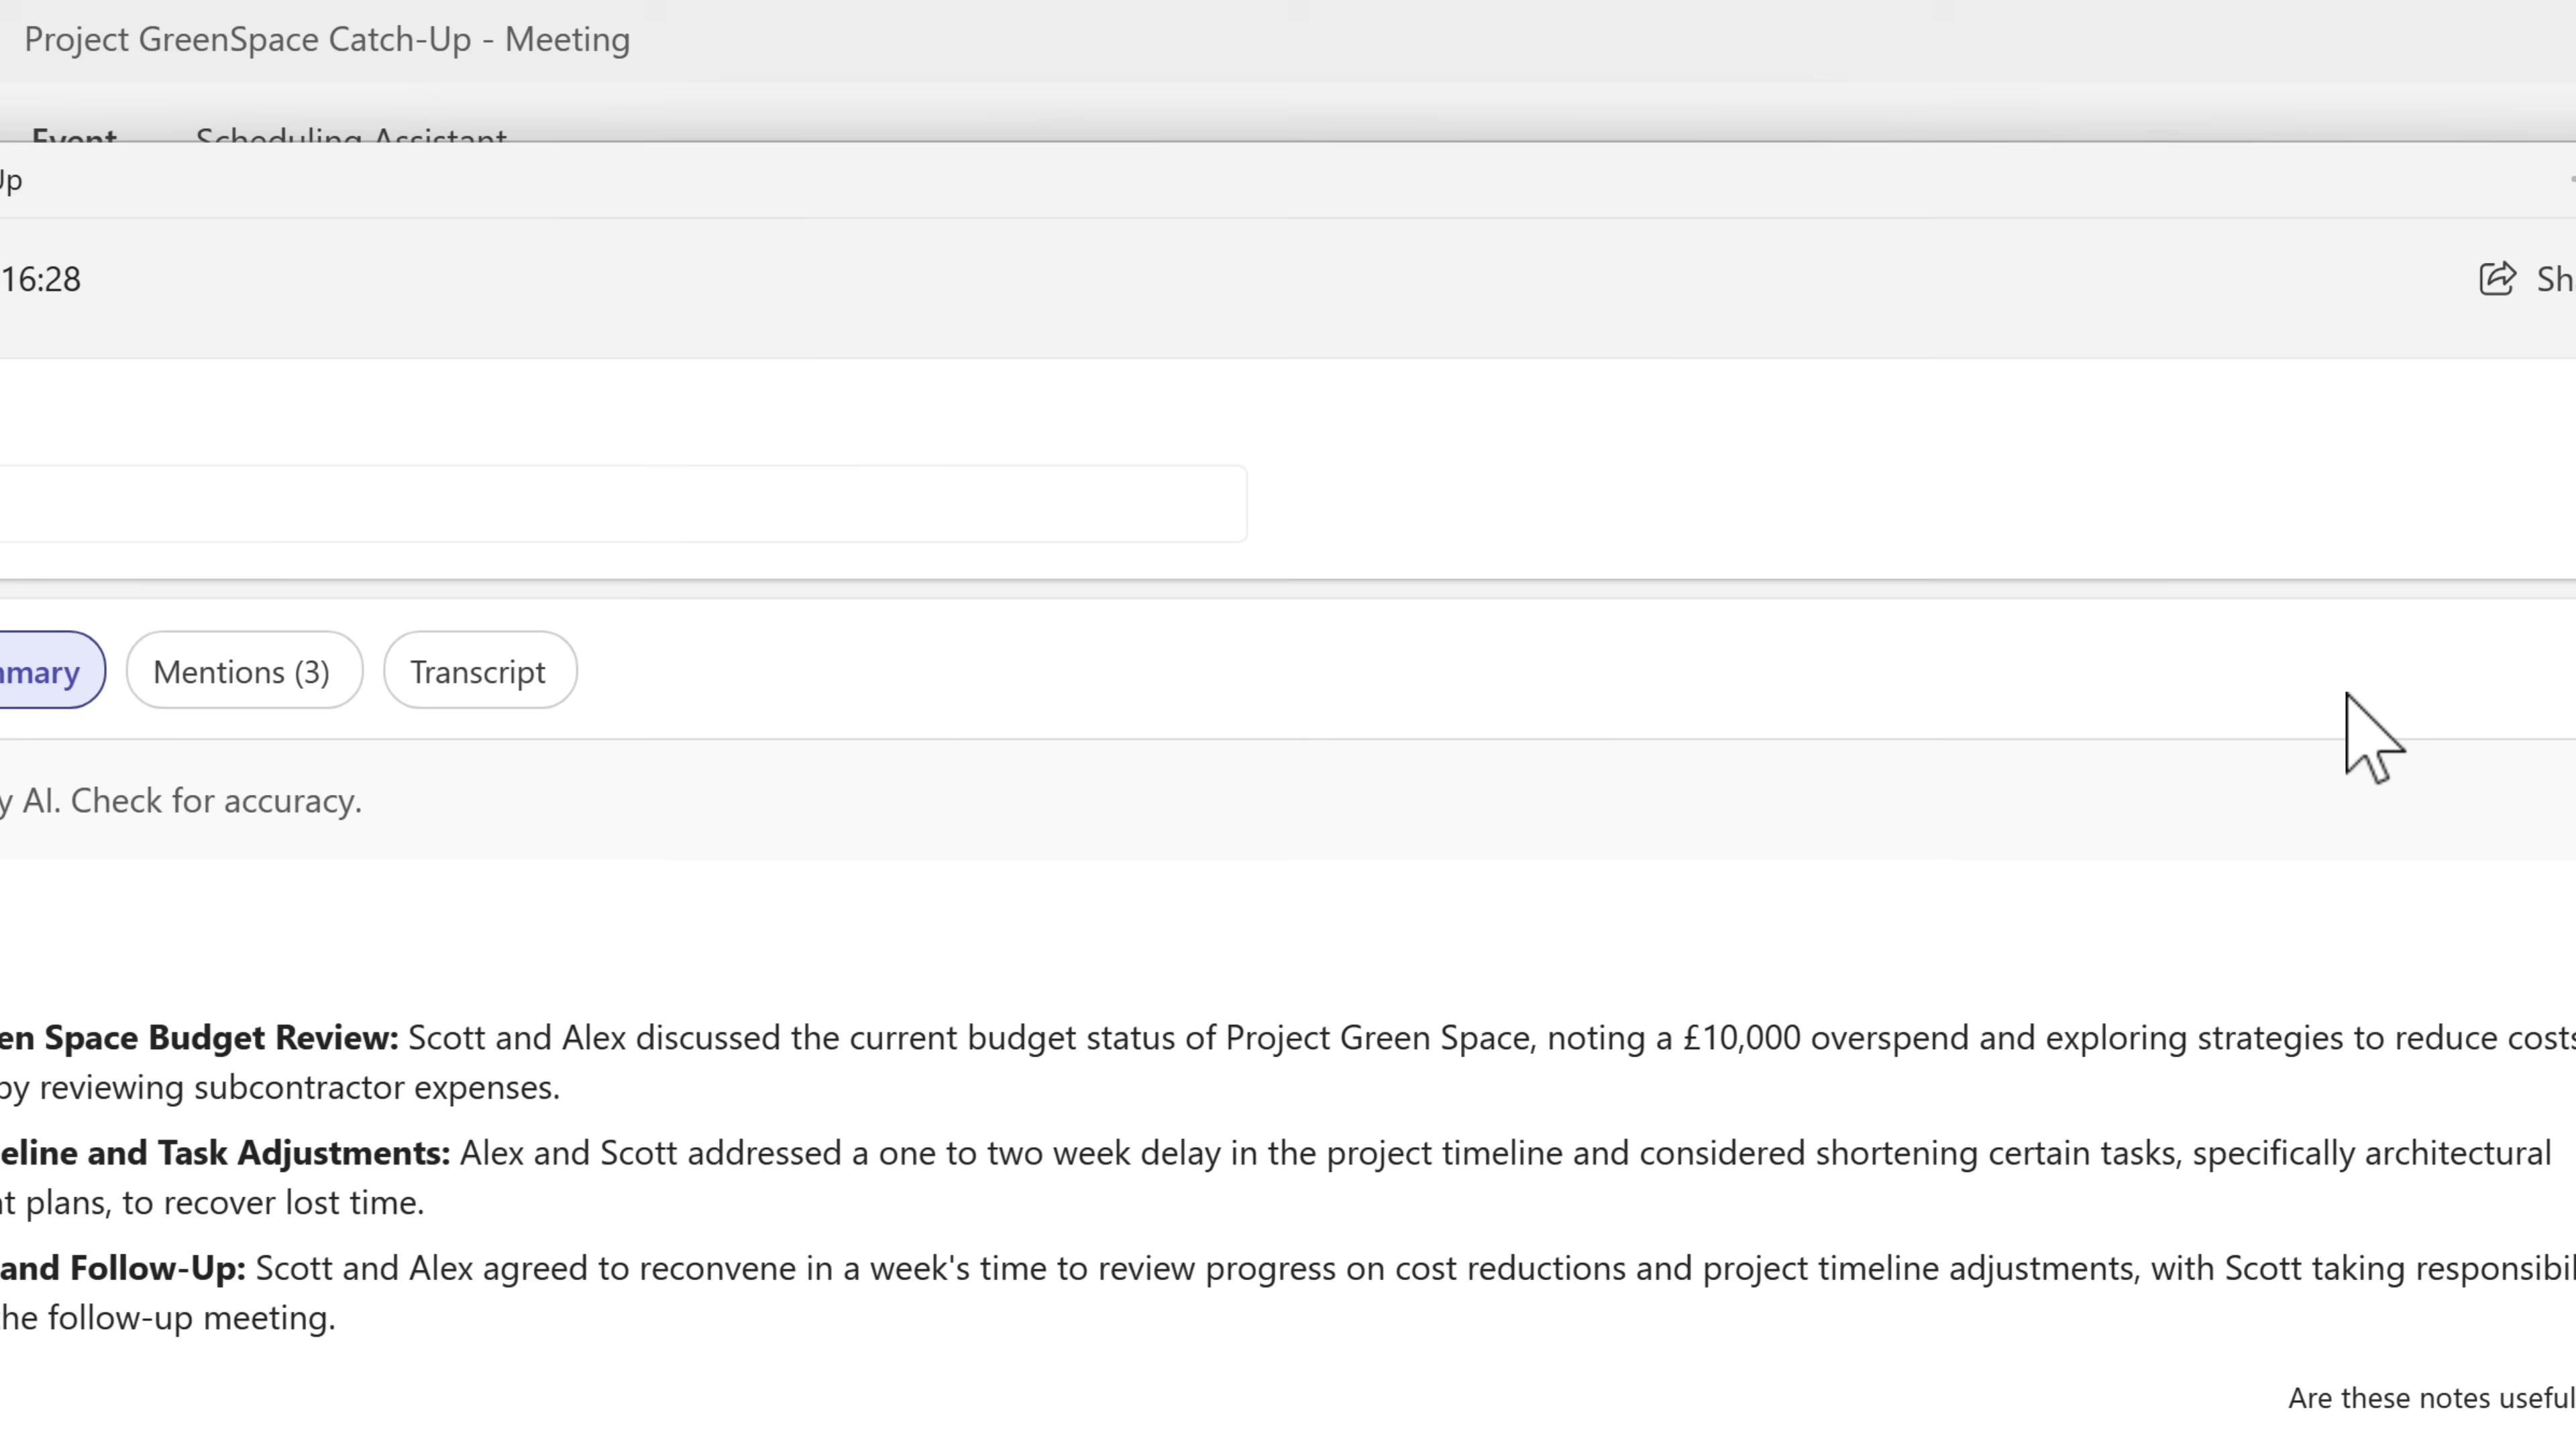 Project GreenSpace Catch-Up - Meeting
Event Scheduling Assistant
Up
16:28
Sh
mmary Mentions (3) Transcript
y AI. Check for accuracy.
en Space Budget Review: Scott and Alex discussed the current budget status of Project Green Space, noting a £10,000 overspend and exploring strategies to reduce costs
by reviewing subcontractor expenses.
eline and Task Adjustments: Alex and Scott addressed a one to two week delay in the project timeline and considered shortening certain tasks, specifically architectural
t plans, to recover lost time.
and Follow-Up: Scott and Alex agreed to reconvene in a week's time to review progress on cost reductions and project timeline adjustments, with Scott taking responsibil
the follow-up meeting.
Are these notes useful